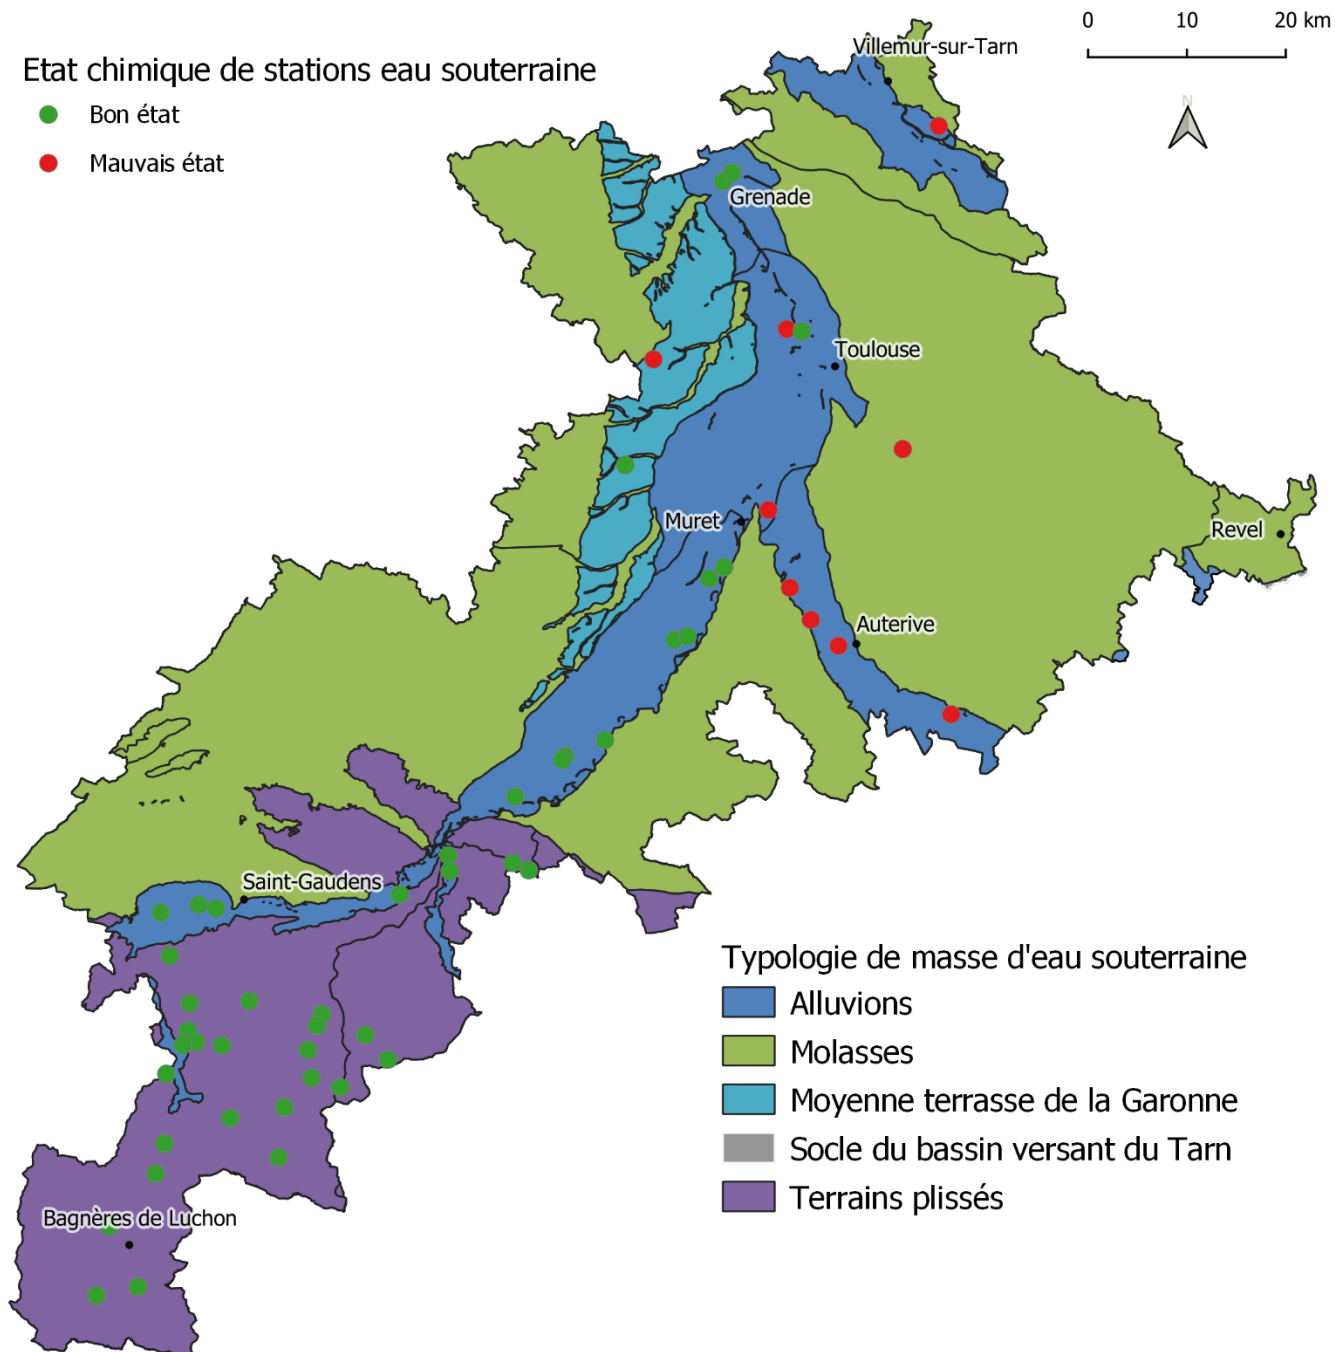 0 10 20 km
Villemur-sur-Tarn
Etat chimique de stations eau souterraine
Bon état
Mauvais état
N
Grenade
Toulouse
Muret
Revel
Auterive
Saint-Gaudens
Typologie de masse d'eau souterraine
Alluvions
Molasses
Moyenne terrasse de la Garonne
Socle du bassin versant du Tarn
Terrains plissés
Bagnères de Luchon